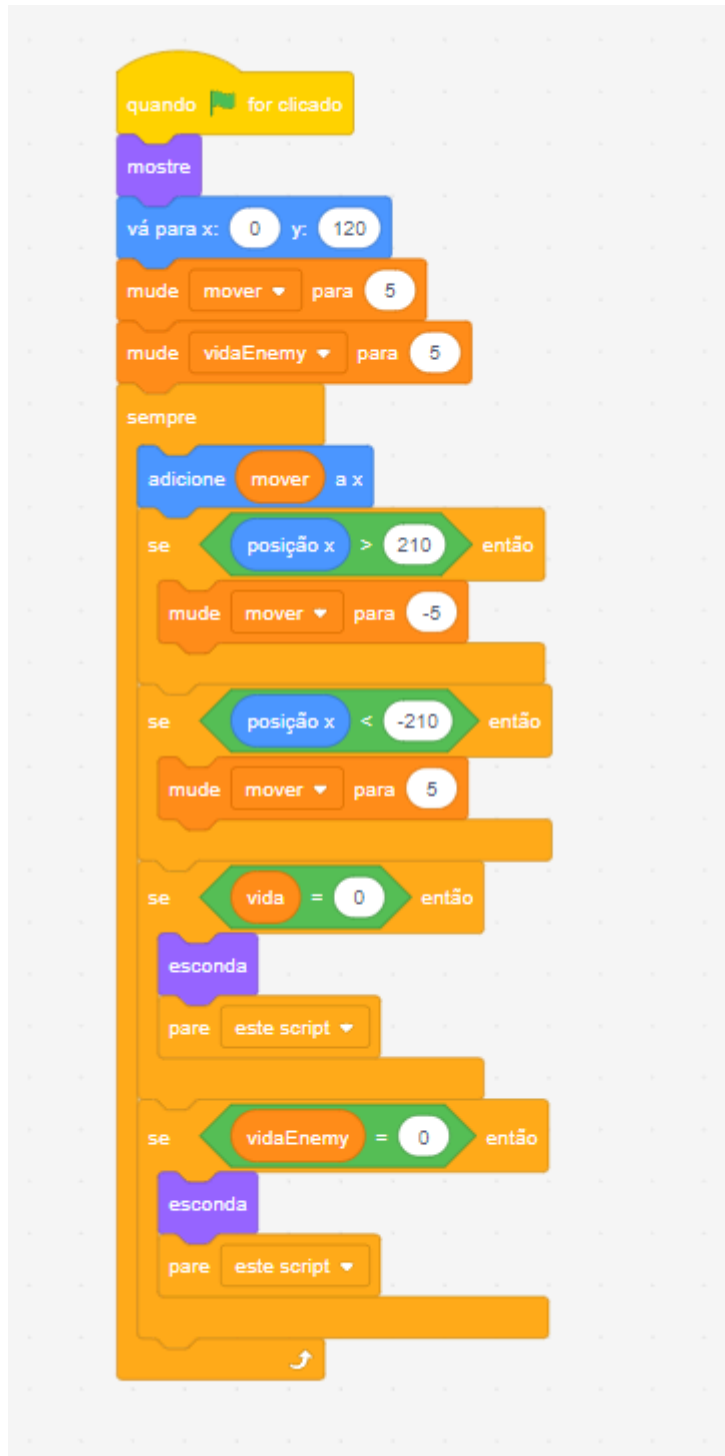 quando for clicado
mostre
vá para x: 0 y: 120
mude mover para 5
mude vidaEnemy para 5
sempre
adicione mover a x
se posição x > 210 então
mude mover para -5
se posição x < -210 então
mude mover para 5
se vida = 0 então
esconda
pare este script
se vidaEnemy = 0 então
esconda
pare este script